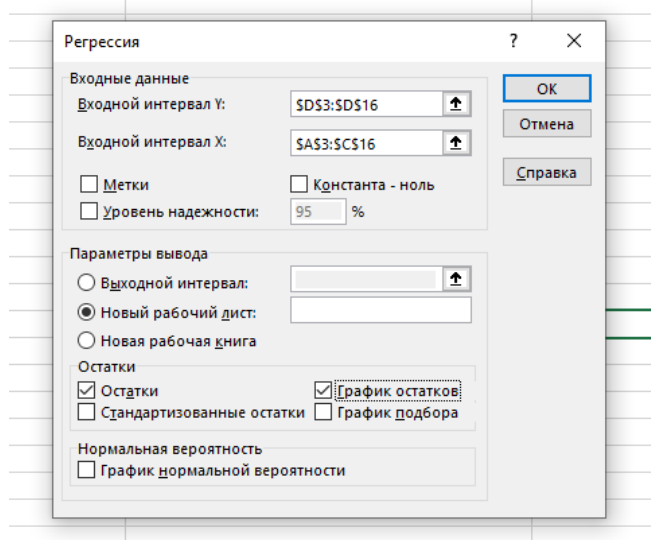 Регрессия ? ✕
Входные данные
Входной интервал Y: $D$3:$D$16
ОК
Отмена
Входной интервал X: $A$3:$C$16
Справка
Метки Константа - ноль
Уровень надежности: 95 %
Параметры вывода
Выходной интервал:
Новый рабочий лист:
Новая рабочая книга
Остатки
Остатки График остатков
Стандартизованные остатки График подбора
Нормальная вероятность
График нормальной вероятности